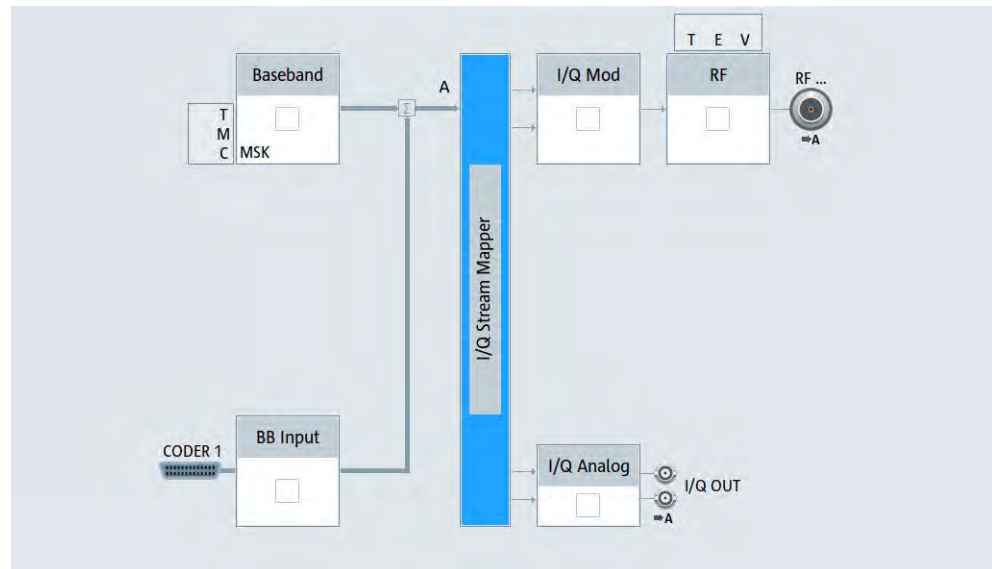 T E V
Baseband
I/Q Mod
RF
RF ...
A
Σ
T
M
C
MSK
➡A
I/Q Stream Mapper
BB Input
CODER 1
I/Q Analog
I/Q OUT
➡A